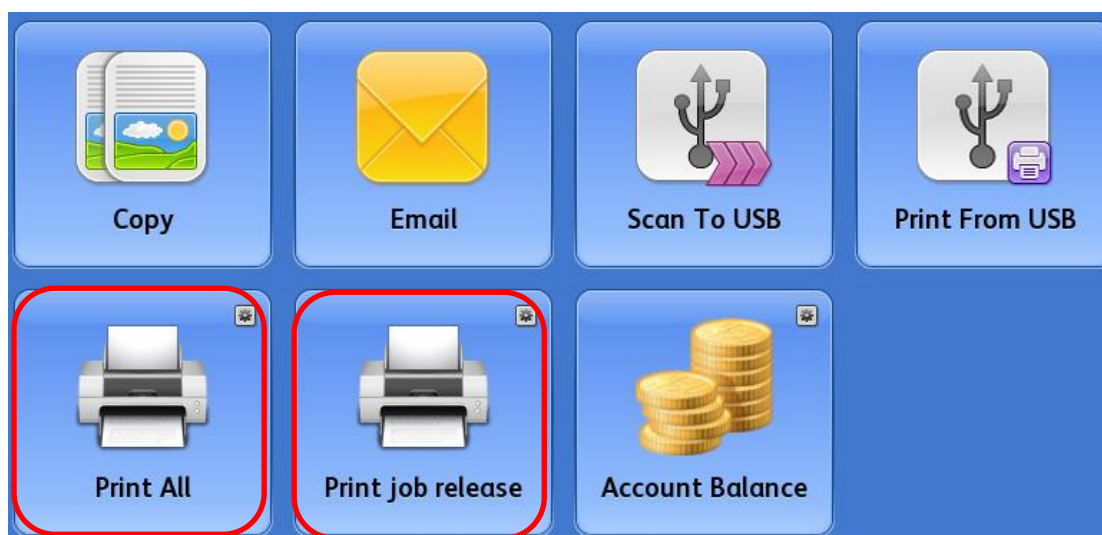 Copy
Email
Scan To USB
Print From USB
Print All
Print job release
Account Balance